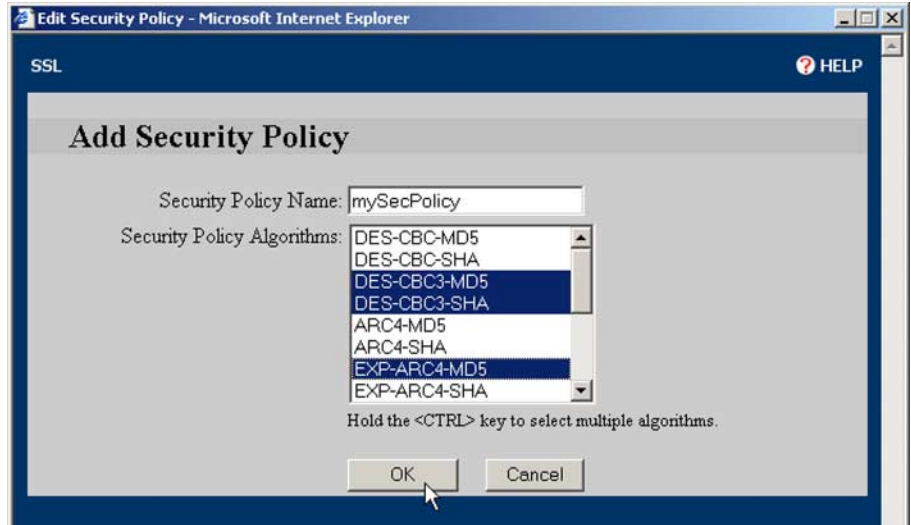 Edit Security Policy - Microsoft Internet Explorer
SSL
? HELP
Add Security Policy
Security Policy Name: mySecPolicy
Security Policy Algorithms:
DES-CBC-MD5
DES-CBC-SHA
DES-CBC3-MD5
DES-CBC3-SHA
ARC4-MD5
ARC4-SHA
EXP-ARC4-MD5
EXP-ARC4-SHA
Hold the <CTRL> key to select multiple algorithms.
OK Cancel